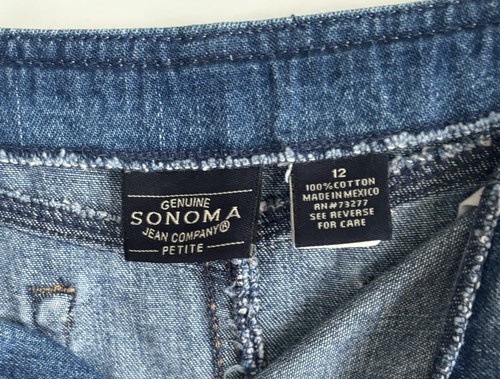 GENUINE
SONOMA
JEAN COMPANY®
PETITE
12
100% COTTON
MADE IN MEXICO
RN#73277
SEE REVERSE
FOR CARE